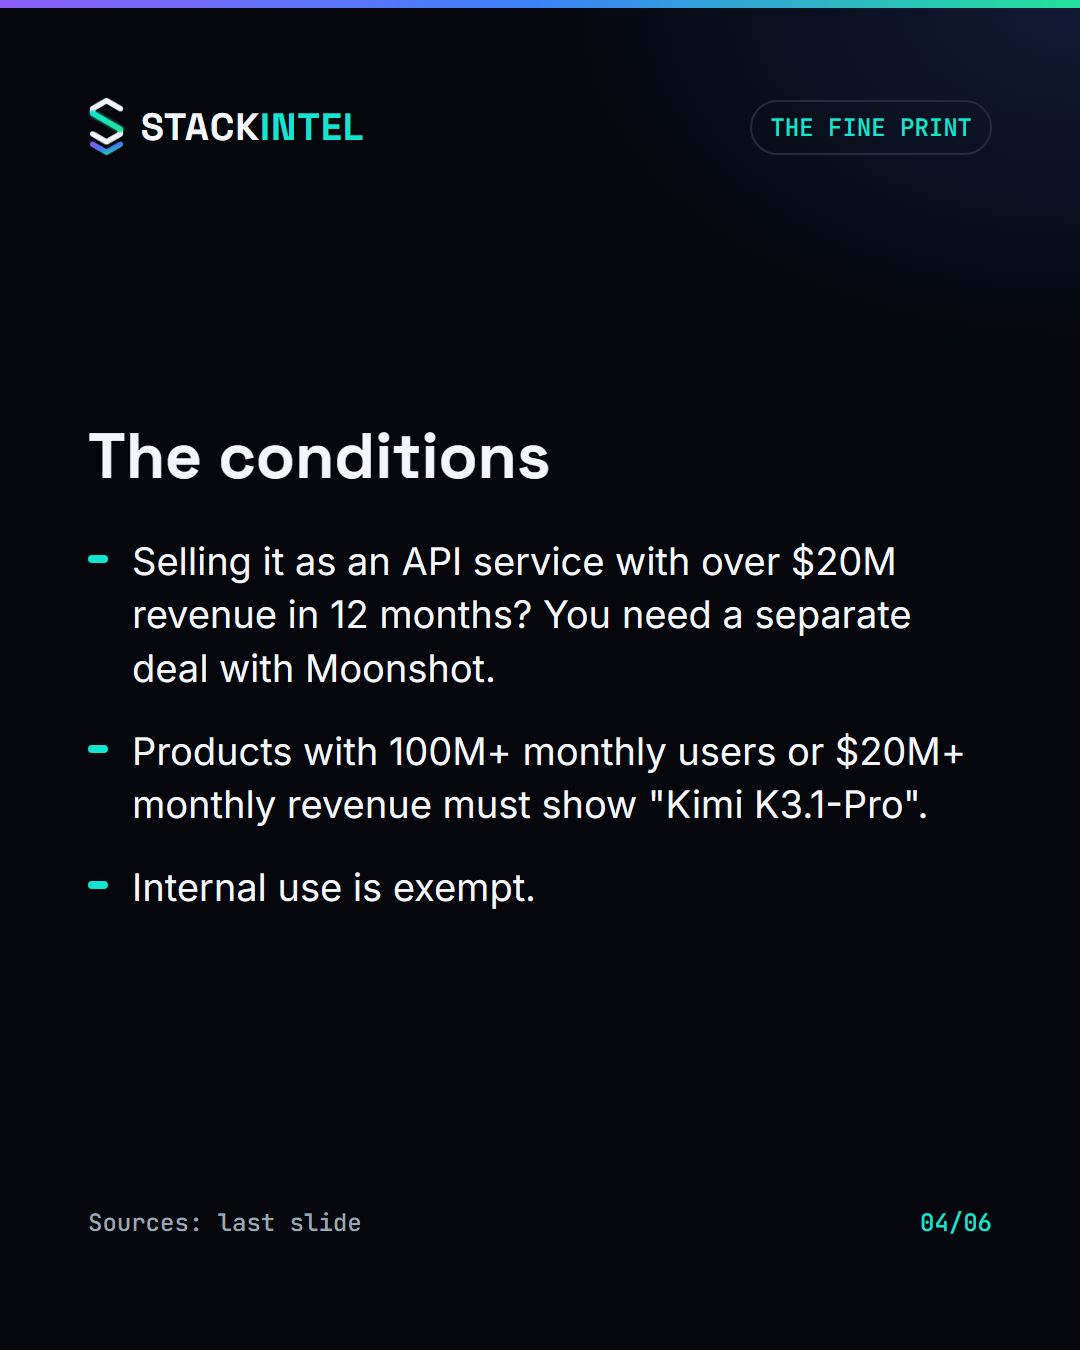 STACKINTEL
THE FINE PRINT
The conditions
Selling it as an API service with over $20M
revenue in 12 months? You need a separate
deal with Moonshot.
Products with 100M+ monthly users or $20M+
monthly revenue must show "Kimi K3.1-Pro".
Internal use is exempt.
Sources: last slide
04/06